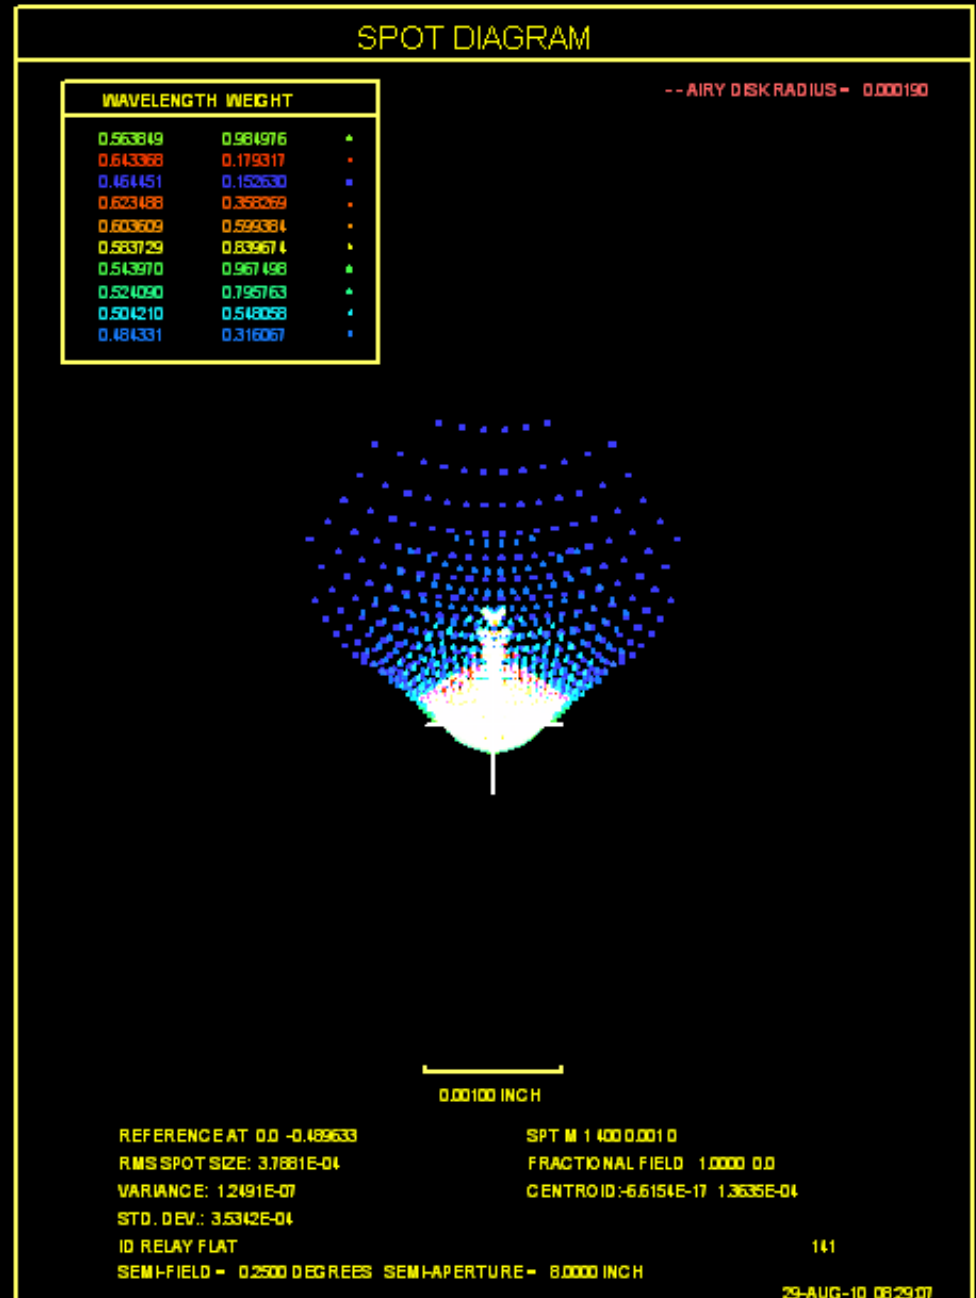 SPOT DIAGRAM
--AIRY DISK RADIUS = 0.000190
WAVELENGTH WEIGHT
0.563849 0.984976
0.643368 0.179317
0.464451 0.152630
0.623488 0.358269
0.603609 0.599384
0.583729 0.839674
0.543970 0.967498
0.524090 0.795763
0.504210 0.548058
0.484331 0.316067
0.00100 INCH
REFERENCE AT 0.0 -0.489633 SPT M 1 400 0.001 0
RMS SPOT SIZE: 3.7881E-04 FRACTIONAL FIELD 1.0000 0.0
VARIANCE: 1.2491E-07 CENTROID:-6.6154E-17 1.3635E-04
STD. DEV.: 3.5342E-04
ID RELAY FLAT 141
SEMI-FIELD = 0.2500 DEGREES SEMI-APERTURE = 8.0000 INCH
29-AUG-10 08:29:07